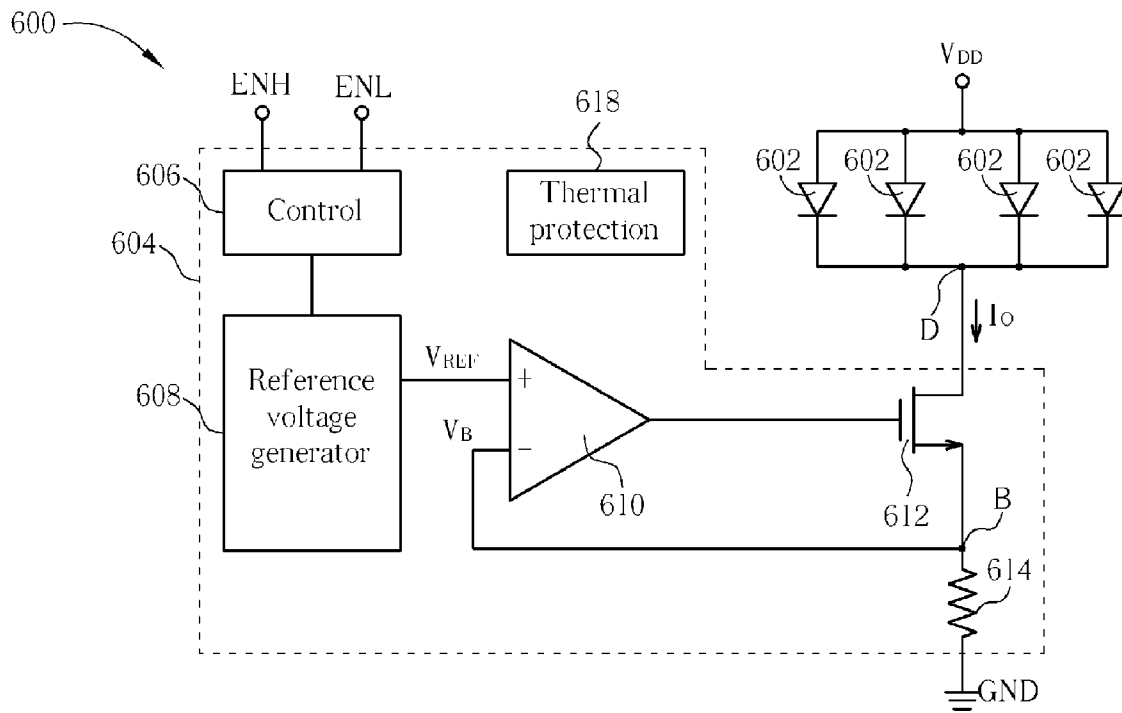 600
ENH
ENL
618
VDD
602
602
602
602
606
Control
Thermal
protection
604
D
Io
VREF
608
Reference
voltage
generator
+
VB
−
610
612
B
614
GND